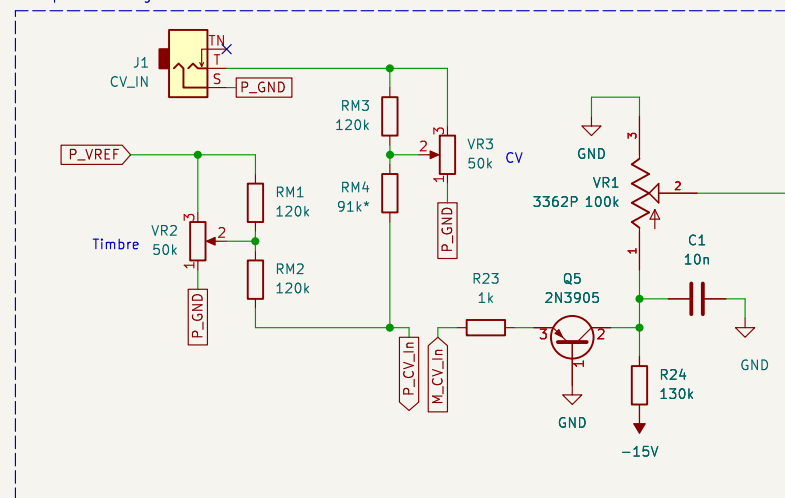 J1
CV_IN
TN
T
S
P_GND
RM3
120k
3
2
1
VR3
50k
CV
RM4
91k*
P_GND
P_VREF
RM1
120k
Timbre
VR2
50k
3
2
1
RM2
120k
P_GND
P_CV_In
M_CV_In
R23
1k
Q5
2N3905
3
2
1
GND
GND
3
VR1
3362P 100k
2
1
C1
10n
GND
R24
130k
-15V